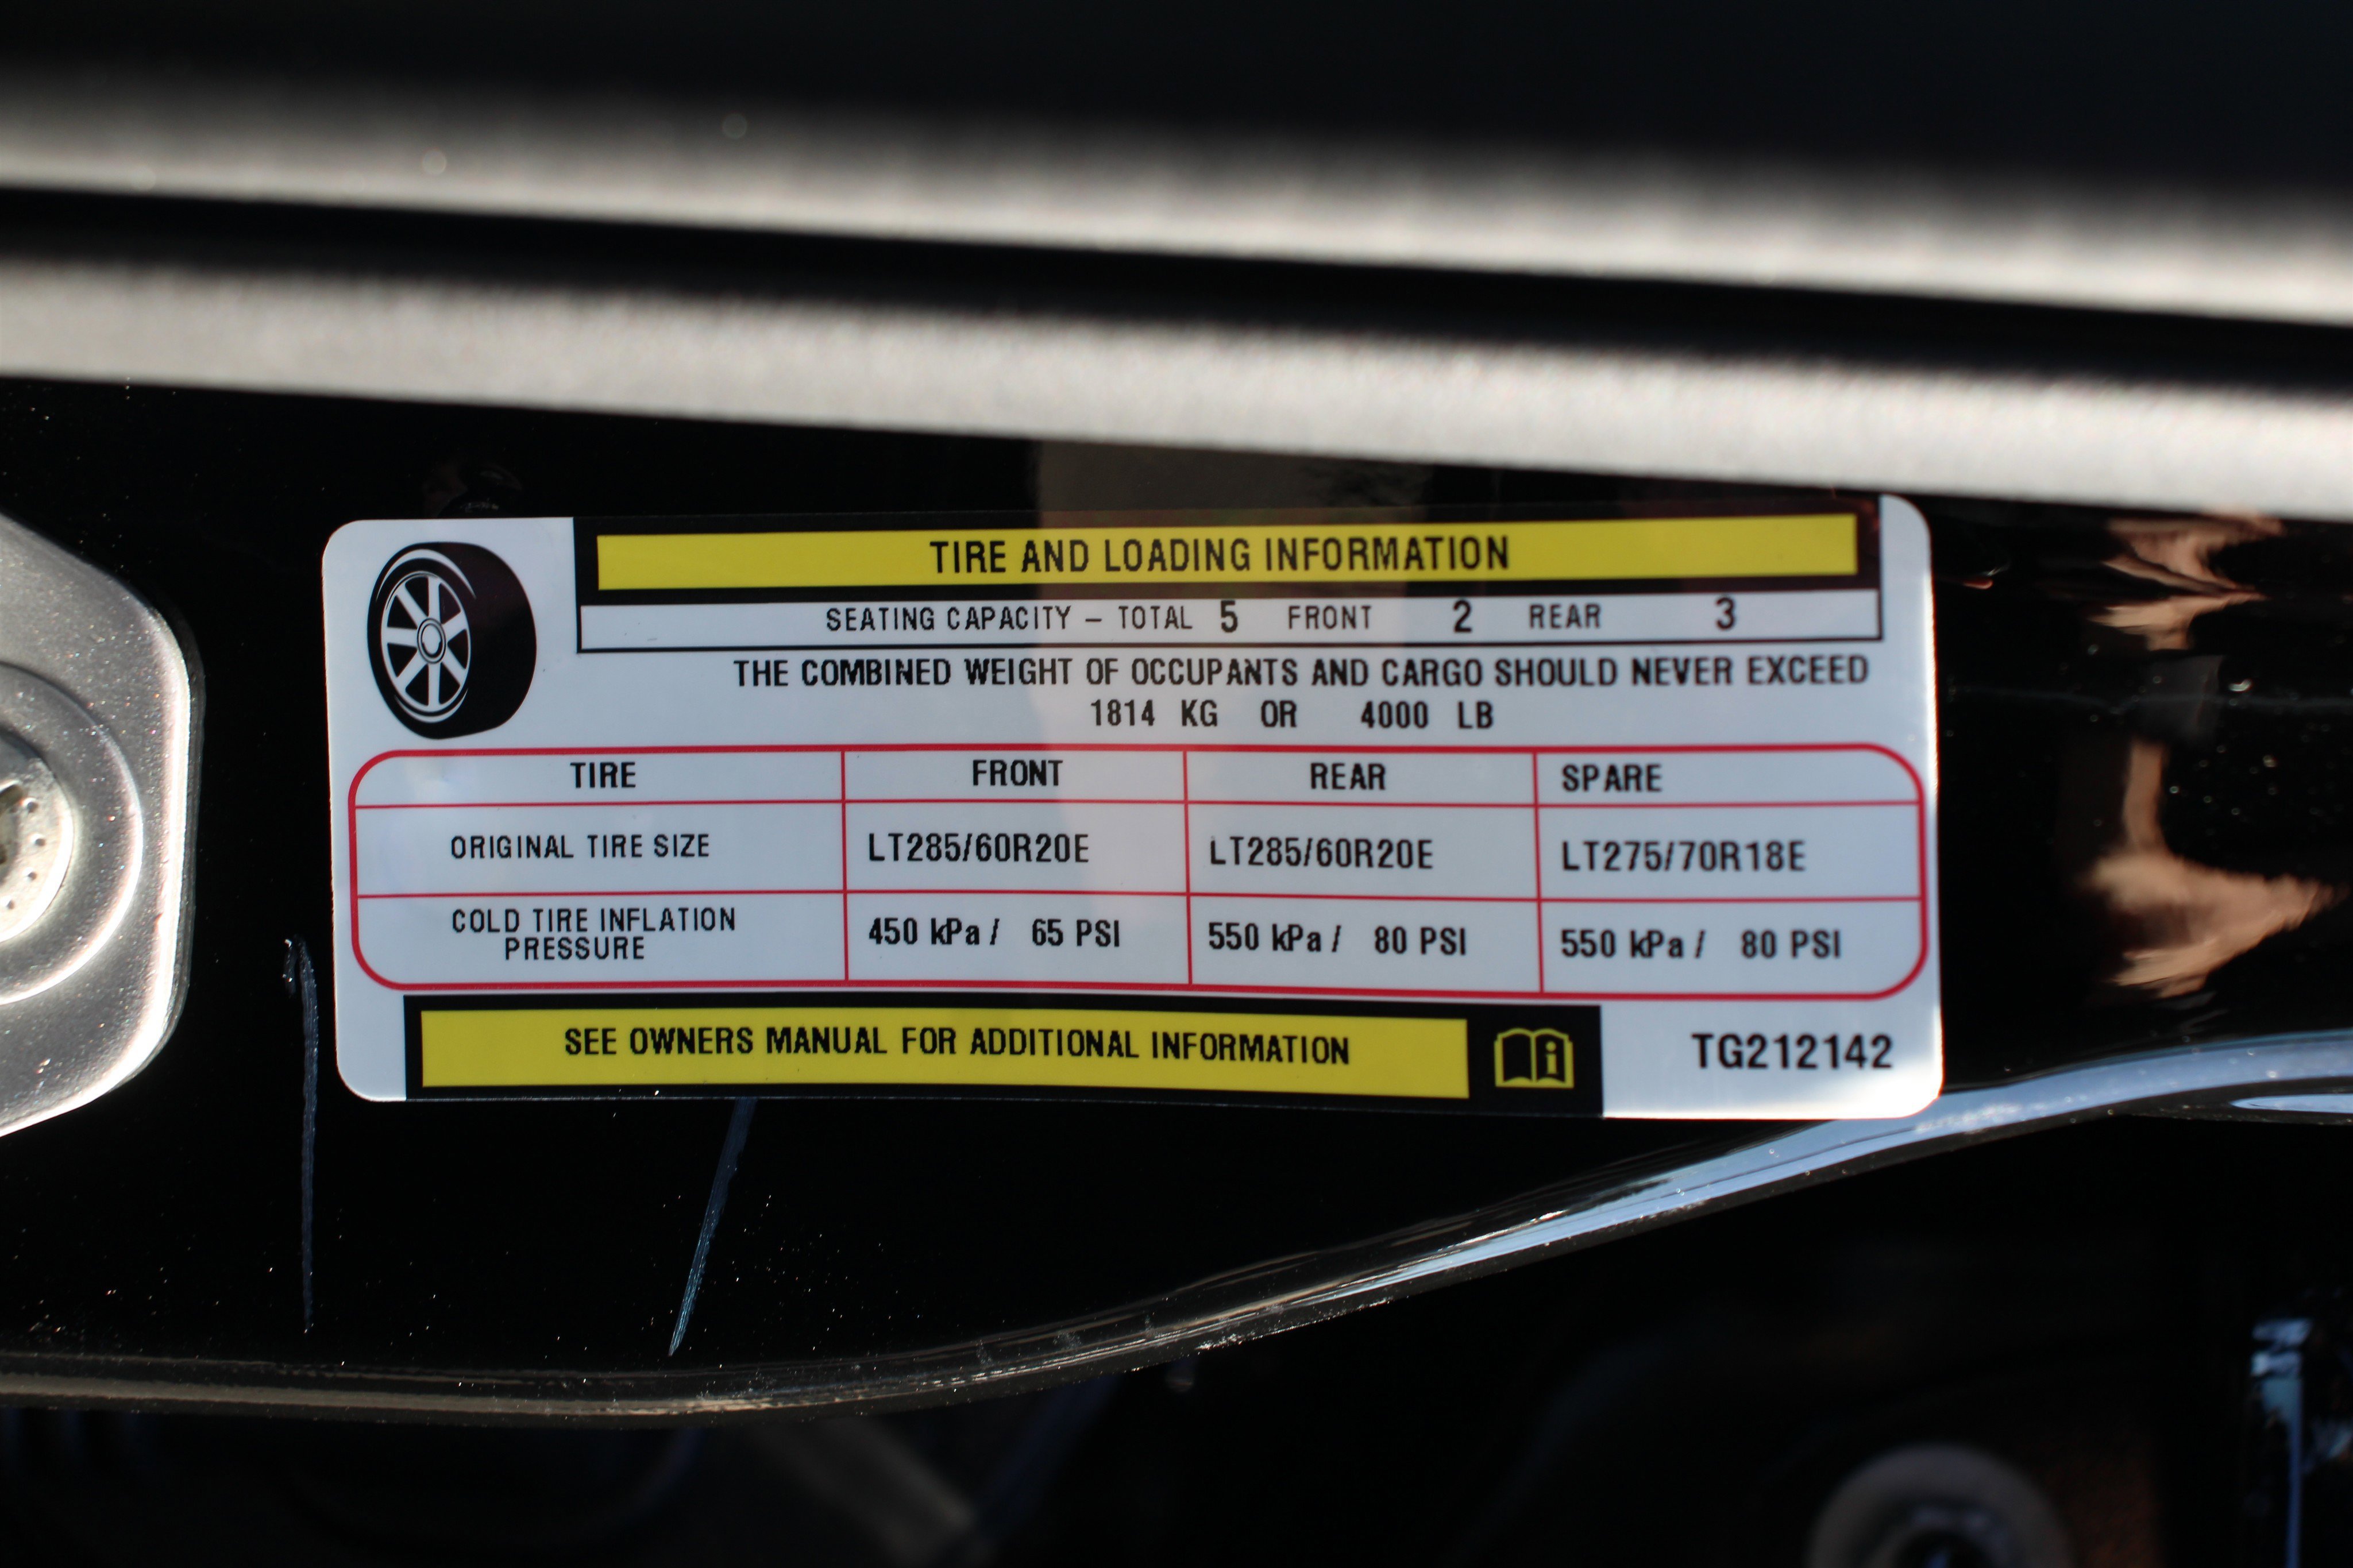 TIRE AND LOADING INFORMATION
SEATING CAPACITY – TOTAL 5 FRONT 2 REAR 3
THE COMBINED WEIGHT OF OCCUPANTS AND CARGO SHOULD NEVER EXCEED
1814 KG OR 4000 LB
TIRE FRONT REAR SPARE
ORIGINAL TIRE SIZE LT285/60R20E LT285/60R20E LT275/70R18E
COLD TIRE INFLATION PRESSURE 450 kPa / 65 PSI 550 kPa / 80 PSI 550 kPa / 80 PSI
SEE OWNERS MANUAL FOR ADDITIONAL INFORMATION
TG212142